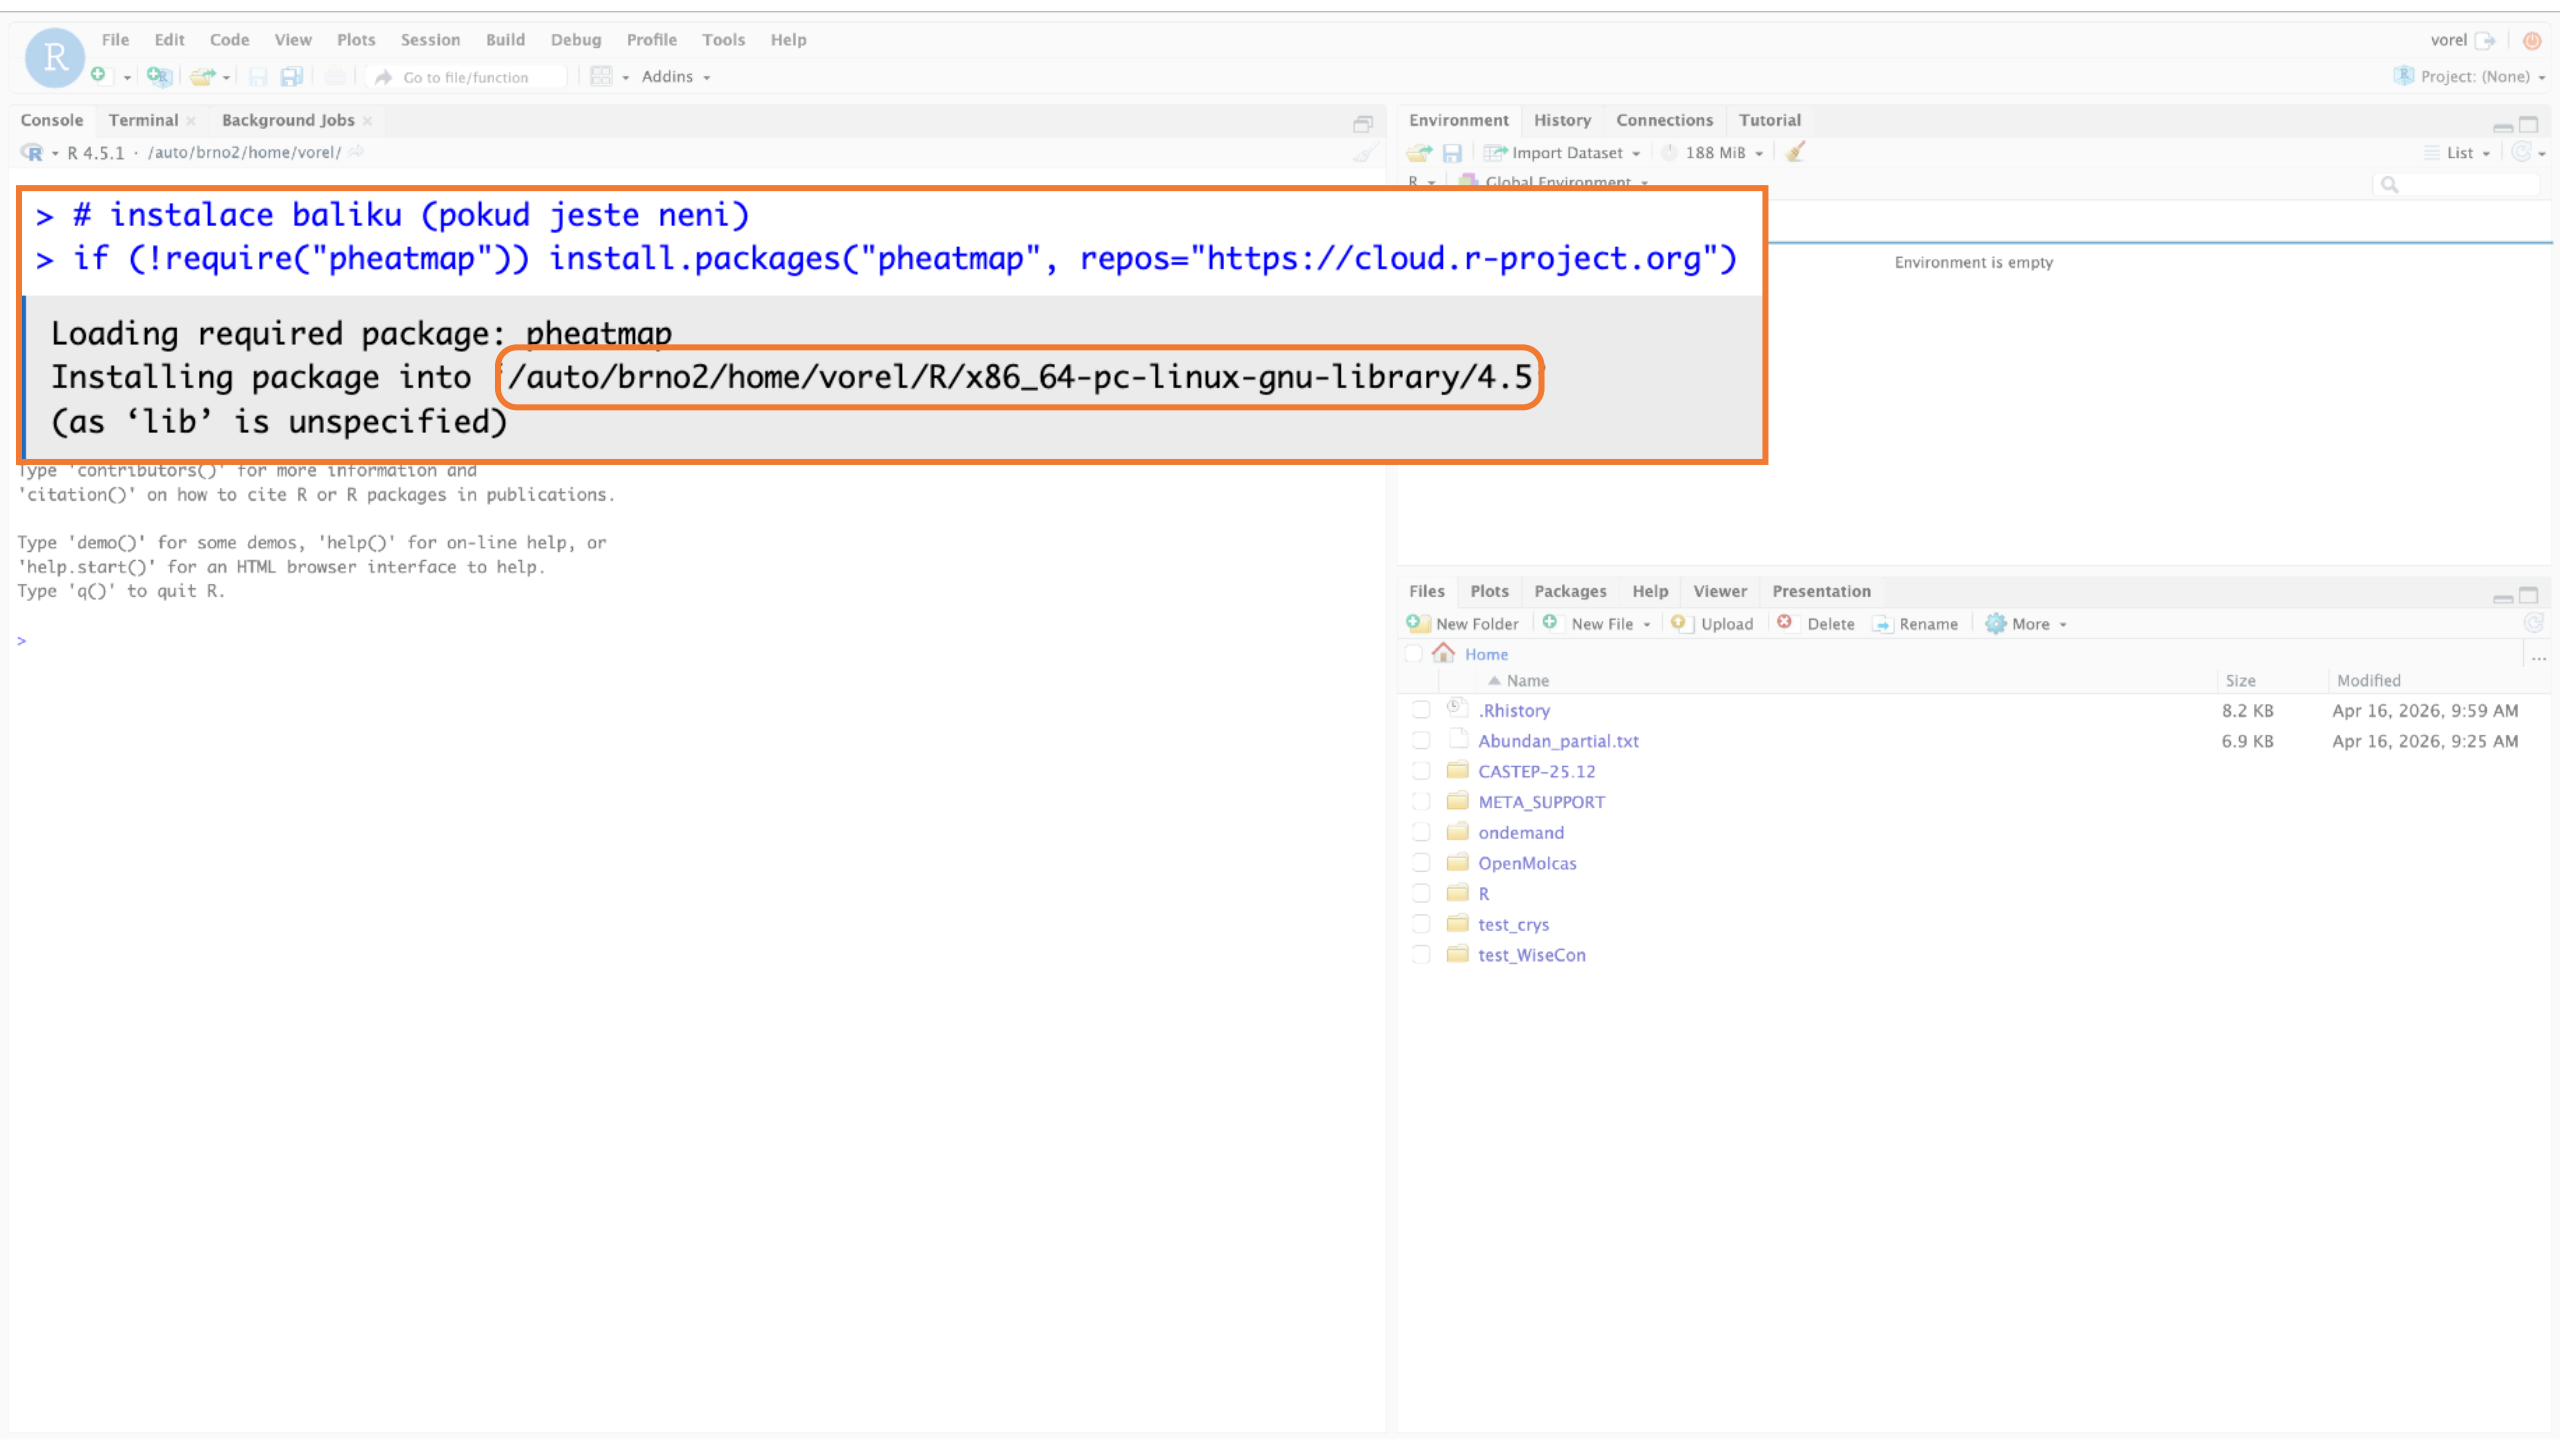 R File Edit Code View Plots Session Build Debug Profile Tools Help vorel
Go to file/function Addins Project: (None)
Console Terminal Background Jobs
R 4.5.1 · /auto/brno2/home/vorel/
> # instalace baliku (pokud jeste neni)
> if (!require("pheatmap")) install.packages("pheatmap", repos="https://cloud.r-project.org")
Loading required package: pheatmap
Installing package into ‘/auto/brno2/home/vorel/R/x86_64-pc-linux-gnu-library/4.5’
(as ‘lib’ is unspecified)
Type 'contributors()' for more information and
'citation()' on how to cite R or R packages in publications.
Type 'demo()' for some demos, 'help()' for on-line help, or
'help.start()' for an HTML browser interface to help.
Type 'q()' to quit R.
>
Environment History Connections Tutorial
Import Dataset 188 MiB List
R Global Environment
Environment is empty
Files Plots Packages Help Viewer Presentation
New Folder New File Upload Delete Rename More
Home ...
Name Size Modified
.Rhistory 8.2 KB Apr 16, 2026, 9:59 AM
Abundan_partial.txt 6.9 KB Apr 16, 2026, 9:25 AM
CASTEP-25.12
META_SUPPORT
ondemand
OpenMolcas
R
test_crys
test_WiseCon